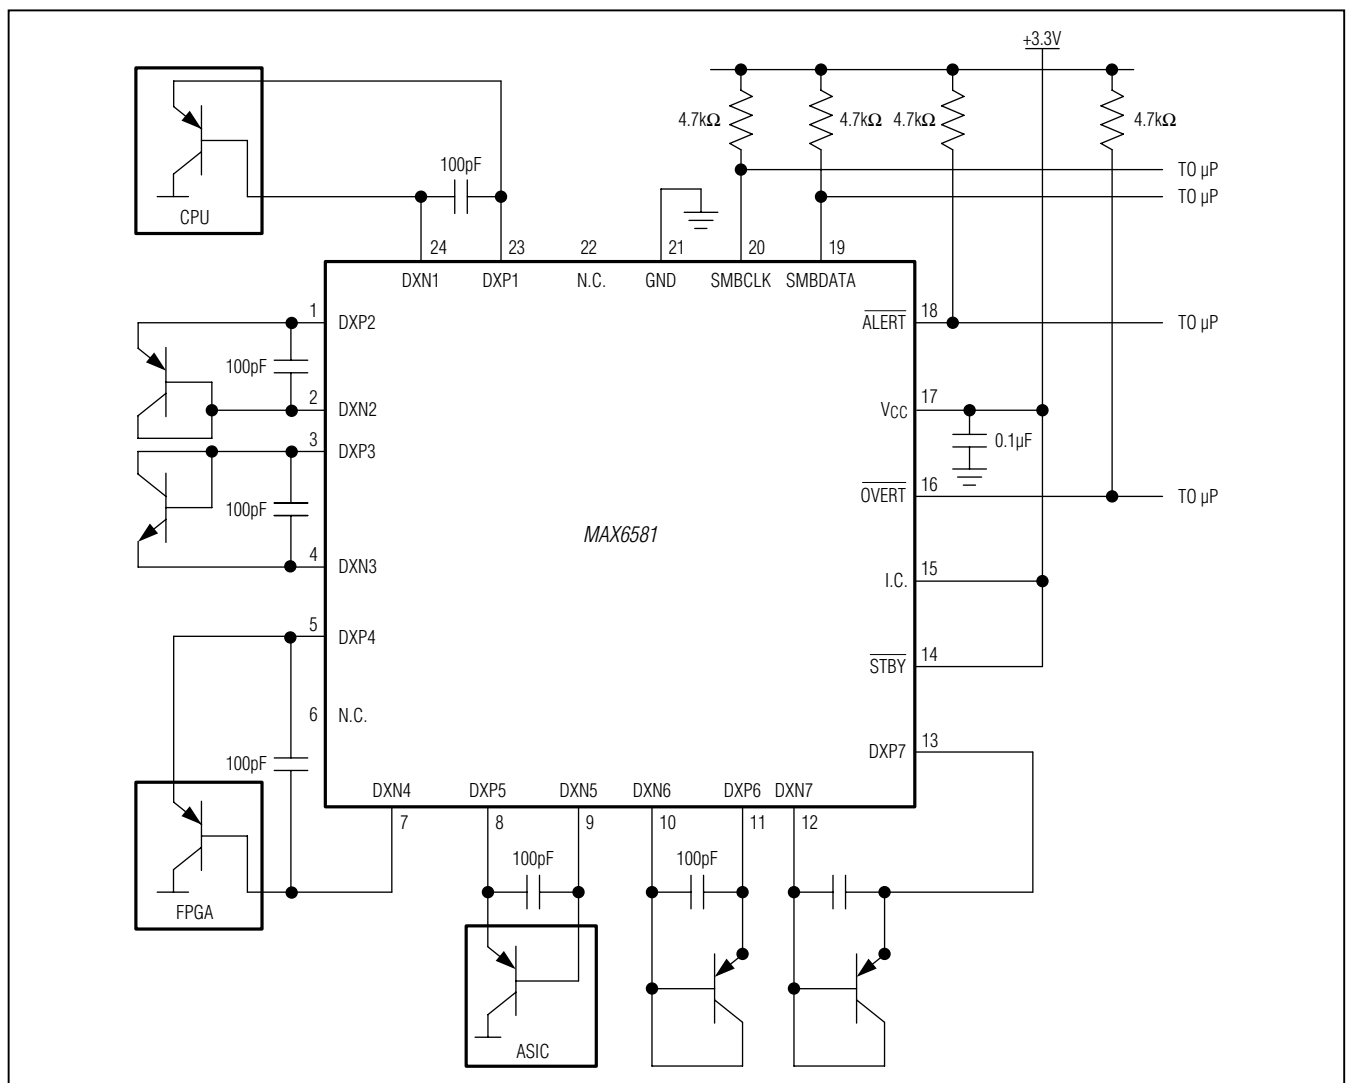 +3.3V
4.7kΩ 4.7kΩ 4.7kΩ 4.7kΩ
100pF
TO µP
TO µP
CPU
24 23 22 21 20 19
DXN1 DXP1 N.C. GND SMBCLK SMBDATA
1 DXP2
ALERT 18 TO µP
100pF
2 DXN2
VCC 17
0.1µF
3 DXP3
100pF
OVERT 16 TO µP
MAX6581
4 DXN3
I.C. 15
5 DXP4
STBY 14
6 N.C.
DXP7 13
100pF
DXN4 DXP5 DXN5 DXN6 DXP6 DXN7
7 8 9 10 11 12
100pF 100pF
FPGA
ASIC